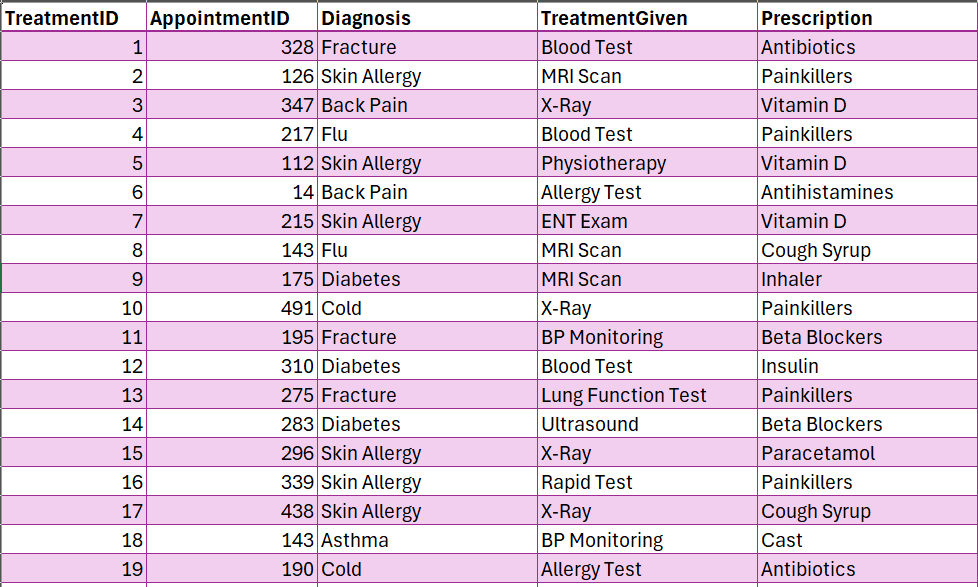 TreatmentID AppointmentID Diagnosis TreatmentGiven Prescription
1 328 Fracture Blood Test Antibiotics
2 126 Skin Allergy MRI Scan Painkillers
3 347 Back Pain X-Ray Vitamin D
4 217 Flu Blood Test Painkillers
5 112 Skin Allergy Physiotherapy Vitamin D
6 14 Back Pain Allergy Test Antihistamines
7 215 Skin Allergy ENT Exam Vitamin D
8 143 Flu MRI Scan Cough Syrup
9 175 Diabetes MRI Scan Inhaler
10 491 Cold X-Ray Painkillers
11 195 Fracture BP Monitoring Beta Blockers
12 310 Diabetes Blood Test Insulin
13 275 Fracture Lung Function Test Painkillers
14 283 Diabetes Ultrasound Beta Blockers
15 296 Skin Allergy X-Ray Paracetamol
16 339 Skin Allergy Rapid Test Painkillers
17 438 Skin Allergy X-Ray Cough Syrup
18 143 Asthma BP Monitoring Cast
19 190 Cold Allergy Test Antibiotics